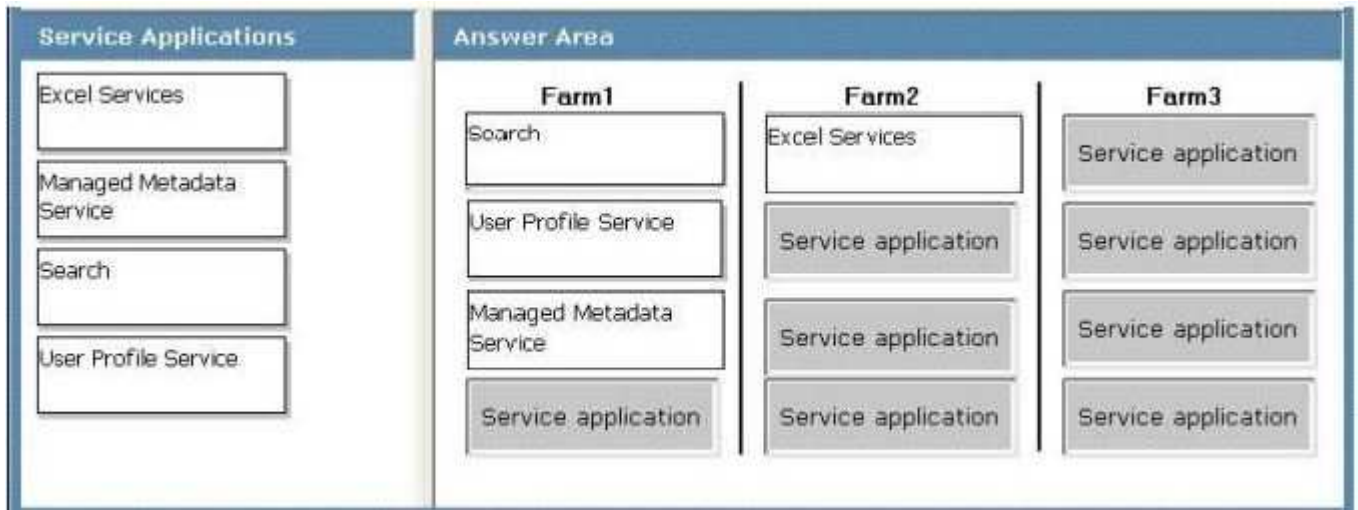 Service Applications
Excel Services
Managed Metadata
Service
Search
User Profile Service
Answer Area
Farm1
Search
User Profile Service
Managed Metadata
Service
Service application
Farm2
Excel Services
Service application
Service application
Service application
Farm3
Service application
Service application
Service application
Service application